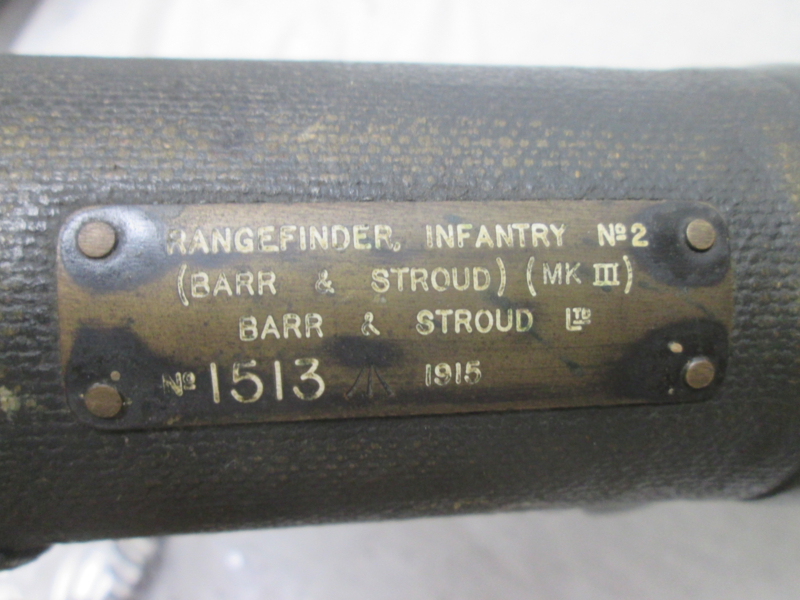 RANGEFINDER, INFANTRY Nº2
(BARR & STROUD) (MK III)
BARR & STROUD LTD
Nº 1513 1915